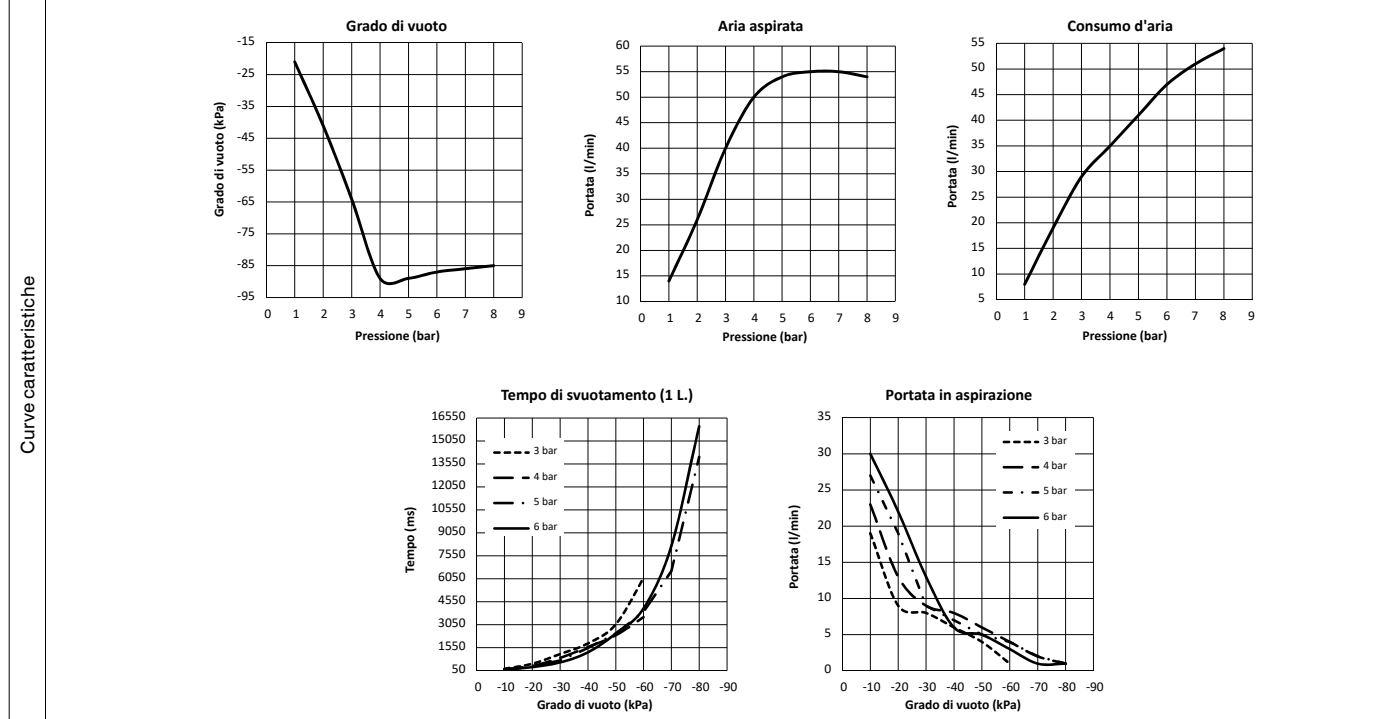 Curve caratteristiche
Grado di vuoto
-15
-25
-35
-45
-55
-65
-75
-85
-95
Grado di vuoto (kPa)
0 1 2 3 4 5 6 7 8 9
Pressione (bar)
Aria aspirata
60
55
50
45
40
35
30
25
20
15
10
Portata (l/min)
0 1 2 3 4 5 6 7 8 9
Pressione (bar)
Consumo d'aria
55
50
45
40
35
30
25
20
15
10
5
Portata (l/min)
0 1 2 3 4 5 6 7 8 9
Pressione (bar)
Tempo di svuotamento (1 L.)
16550
15050
13550
12050
10550
9050
7550
6050
4550
3050
1550
50
Tempo (ms)
3 bar
4 bar
5 bar
6 bar
0 -10 -20 -30 -40 -50 -60 -70 -80 -90
Grado di vuoto (kPa)
Portata in aspirazione
35
30
25
20
15
10
5
0
Portata (l/min)
3 bar
4 bar
5 bar
6 bar
0 -10 -20 -30 -40 -50 -60 -70 -80 -90
Grado di vuoto (kPa)